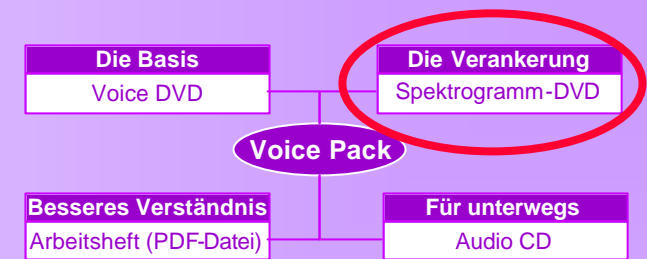 Die Basis
Voice DVD
Die Verankerung
Spektrogramm-DVD
Voice Pack
Besseres Verständnis
Arbeitsheft (PDF-Datei)
Für unterwegs
Audio CD